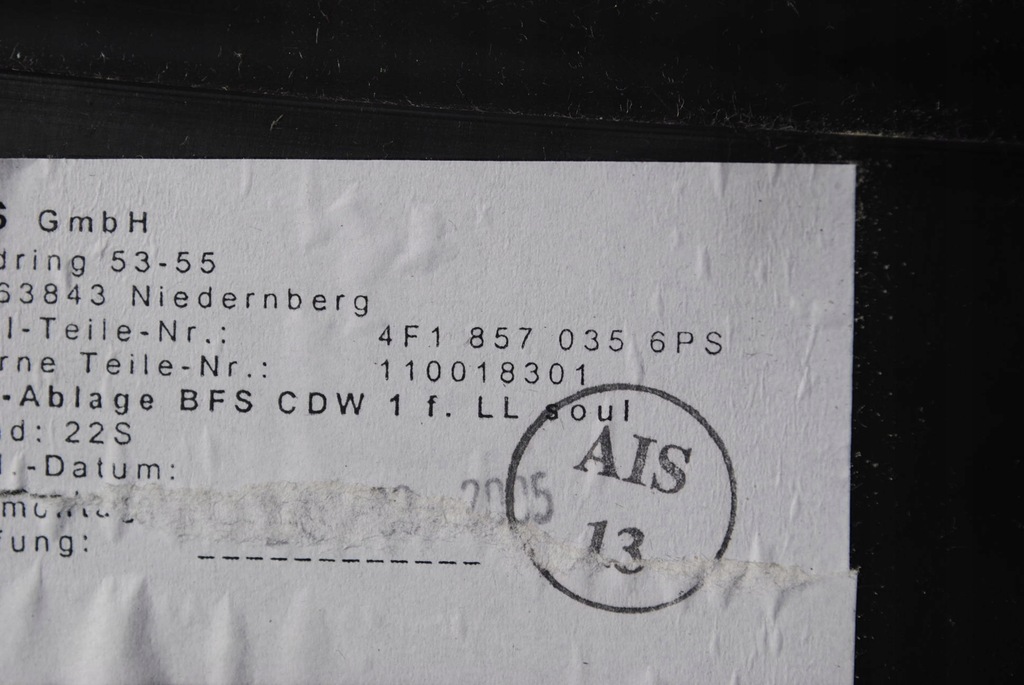 GmbH
dring 53-55
63843 Niedernberg
l-Teile-Nr.: 4F1 857 035 6PS
rne Teile-Nr.: 110018301
-Ablage BFS CDW 1 f. LL soul
d: 22S
.-Datum:
2005
fung: ------------
AIS
13